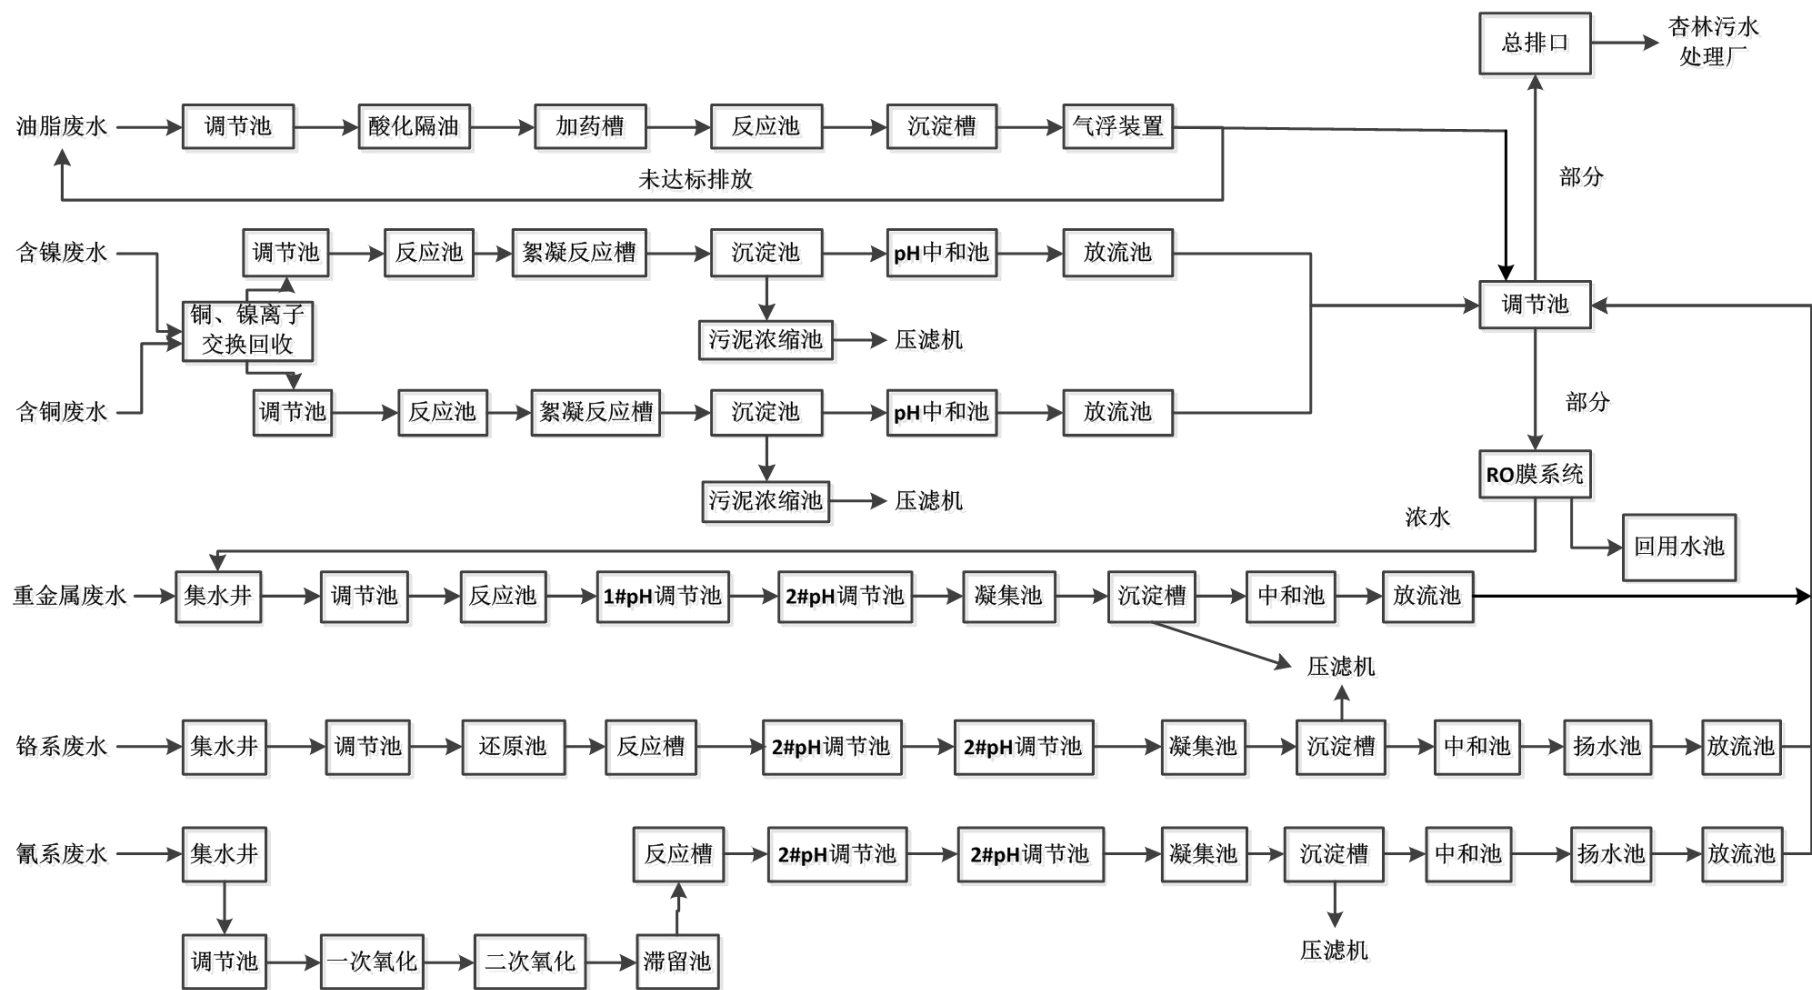 总排口
杏林污水
处理厂
油脂废水
调节池
酸化隔油
加药槽
反应池
沉淀槽
气浮装置
未达标排放
部分
含镍废水
调节池
反应池
絮凝反应槽
沉淀池
pH中和池
放流池
铜、镍离子
交换回收
污泥浓缩池
压滤机
调节池
含铜废水
调节池
反应池
絮凝反应槽
沉淀池
pH中和池
放流池
部分
污泥浓缩池
压滤机
RO膜系统
浓水
回用水池
重金属废水
集水井
调节池
反应池
1#pH调节池
2#pH调节池
凝集池
沉淀槽
中和池
放流池
压滤机
铬系废水
集水井
调节池
还原池
反应槽
2#pH调节池
2#pH调节池
凝集池
沉淀槽
中和池
扬水池
放流池
氰系废水
集水井
反应槽
2#pH调节池
2#pH调节池
凝集池
沉淀槽
中和池
扬水池
放流池
调节池
一次氧化
二次氧化
滞留池
压滤机